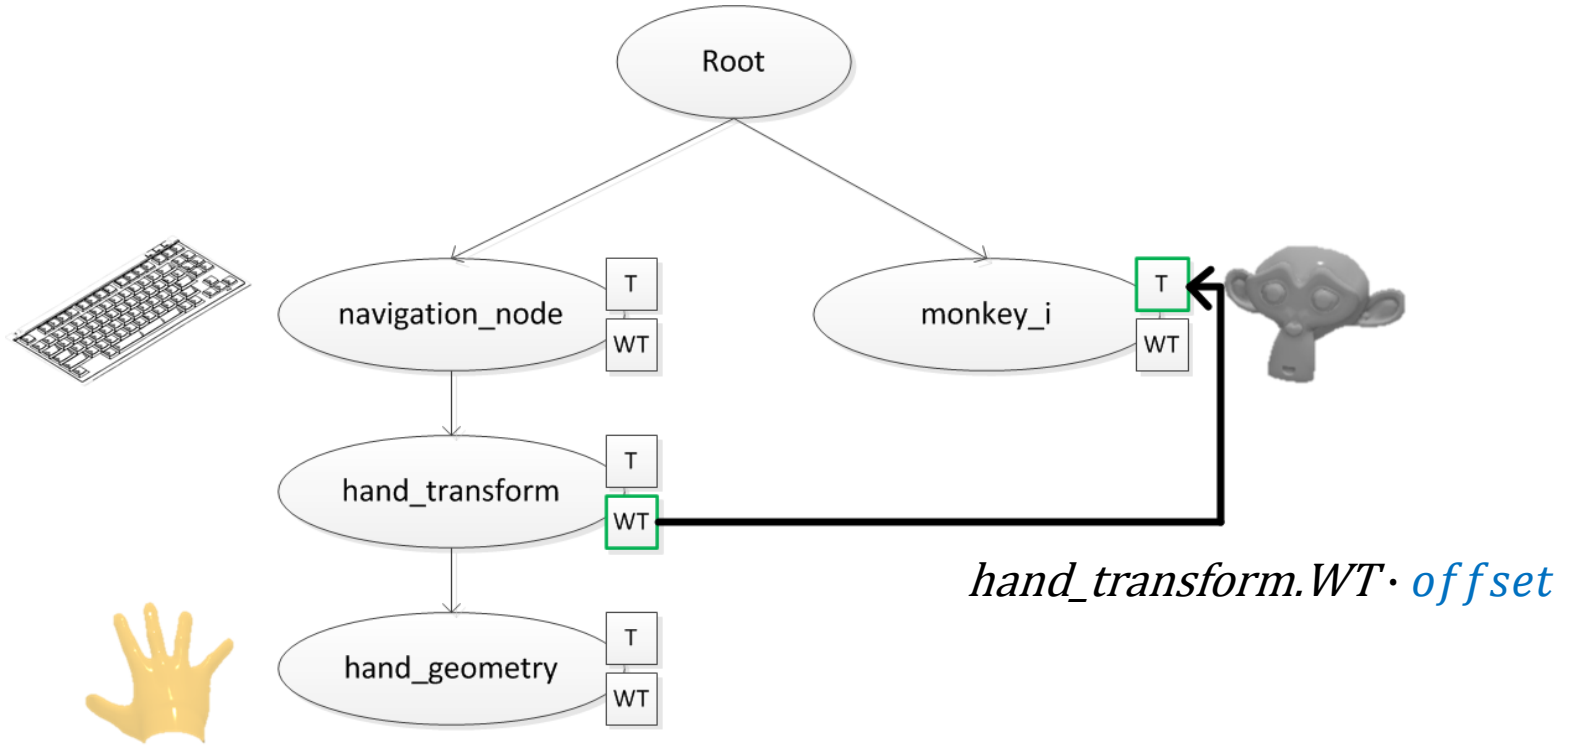 Root
navigation_node
T
WT
monkey_i
T
WT
hand_transform
T
WT
hand_transform.WT · offset
hand_geometry
T
WT